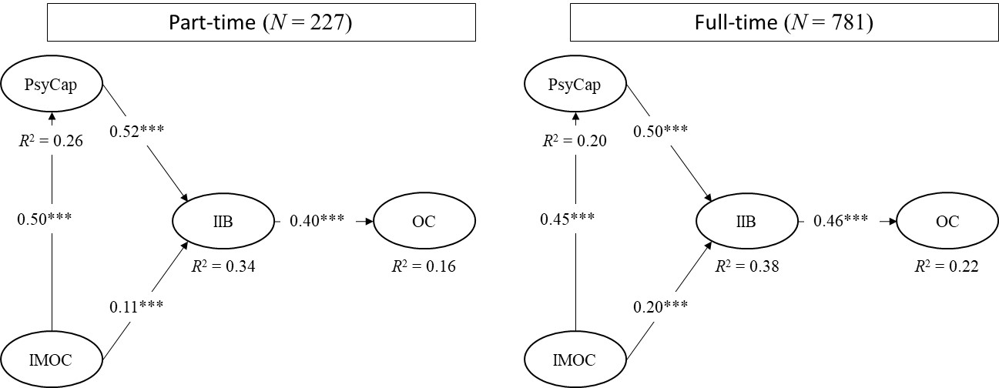 Part-time (N = 227)
PsyCap
0.52***
R² = 0.26
0.50***
IIB
0.40***
OC
R² = 0.34
R² = 0.16
0.11***
IMOC
Full-time (N = 781)
PsyCap
0.50***
R² = 0.20
0.45***
IIB
0.46***
OC
R² = 0.38
R² = 0.22
0.20***
IMOC